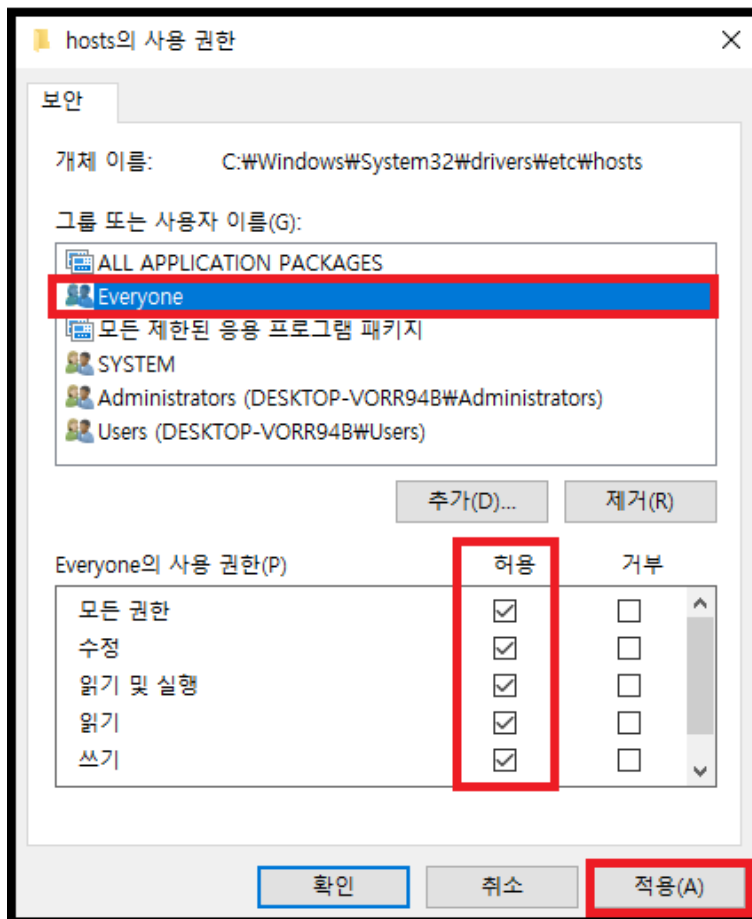 hosts의 사용 권한
보안
개체 이름: C:₩Windows₩System32₩drivers₩etc₩hosts
그룹 또는 사용자 이름(G):
ALL APPLICATION PACKAGES
Everyone
모든 제한된 응용 프로그램 패키지
SYSTEM
Administrators (DESKTOP-VORR94B₩Administrators)
Users (DESKTOP-VORR94B₩Users)
추가(D)... 제거(R)
Everyone의 사용 권한(P) 허용 거부
모든 권한
수정
읽기 및 실행
읽기
쓰기
확인 취소 적용(A)